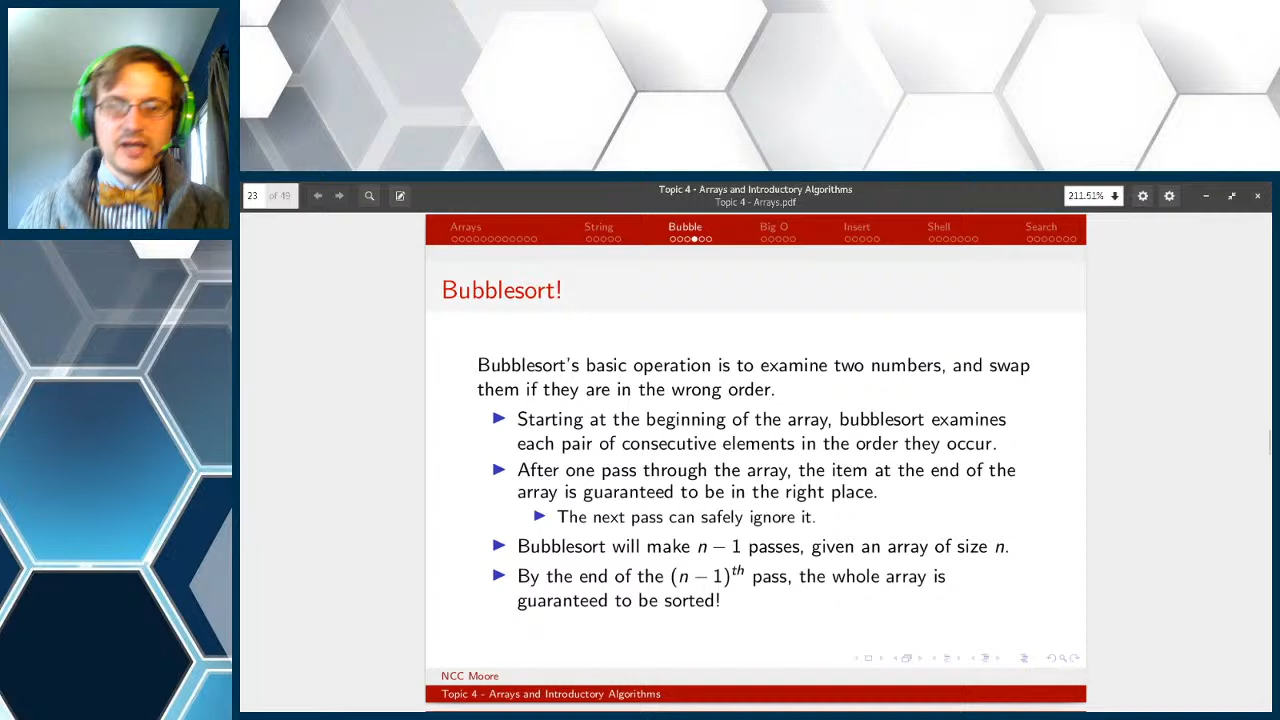 Topic 4 - Arrays and Introductory Algorithms
23 of 49
211.51%
Topic 4 - Arrays.pdf
Arrays String Bubble Big O Insert Shell Search
Bubblesort!
Bubblesort's basic operation is to examine two numbers, and swap
them if they are in the wrong order.
Starting at the beginning of the array, bubblesort examines
each pair of consecutive elements in the order they occur.
After one pass through the array, the item at the end of the
array is guaranteed to be in the right place.
The next pass can safely ignore it.
Bubblesort will make n − 1 passes, given an array of size n.
By the end of the (n − 1)th pass, the whole array is
guaranteed to be sorted!
NCC Moore
Topic 4 - Arrays and Introductory Algorithms